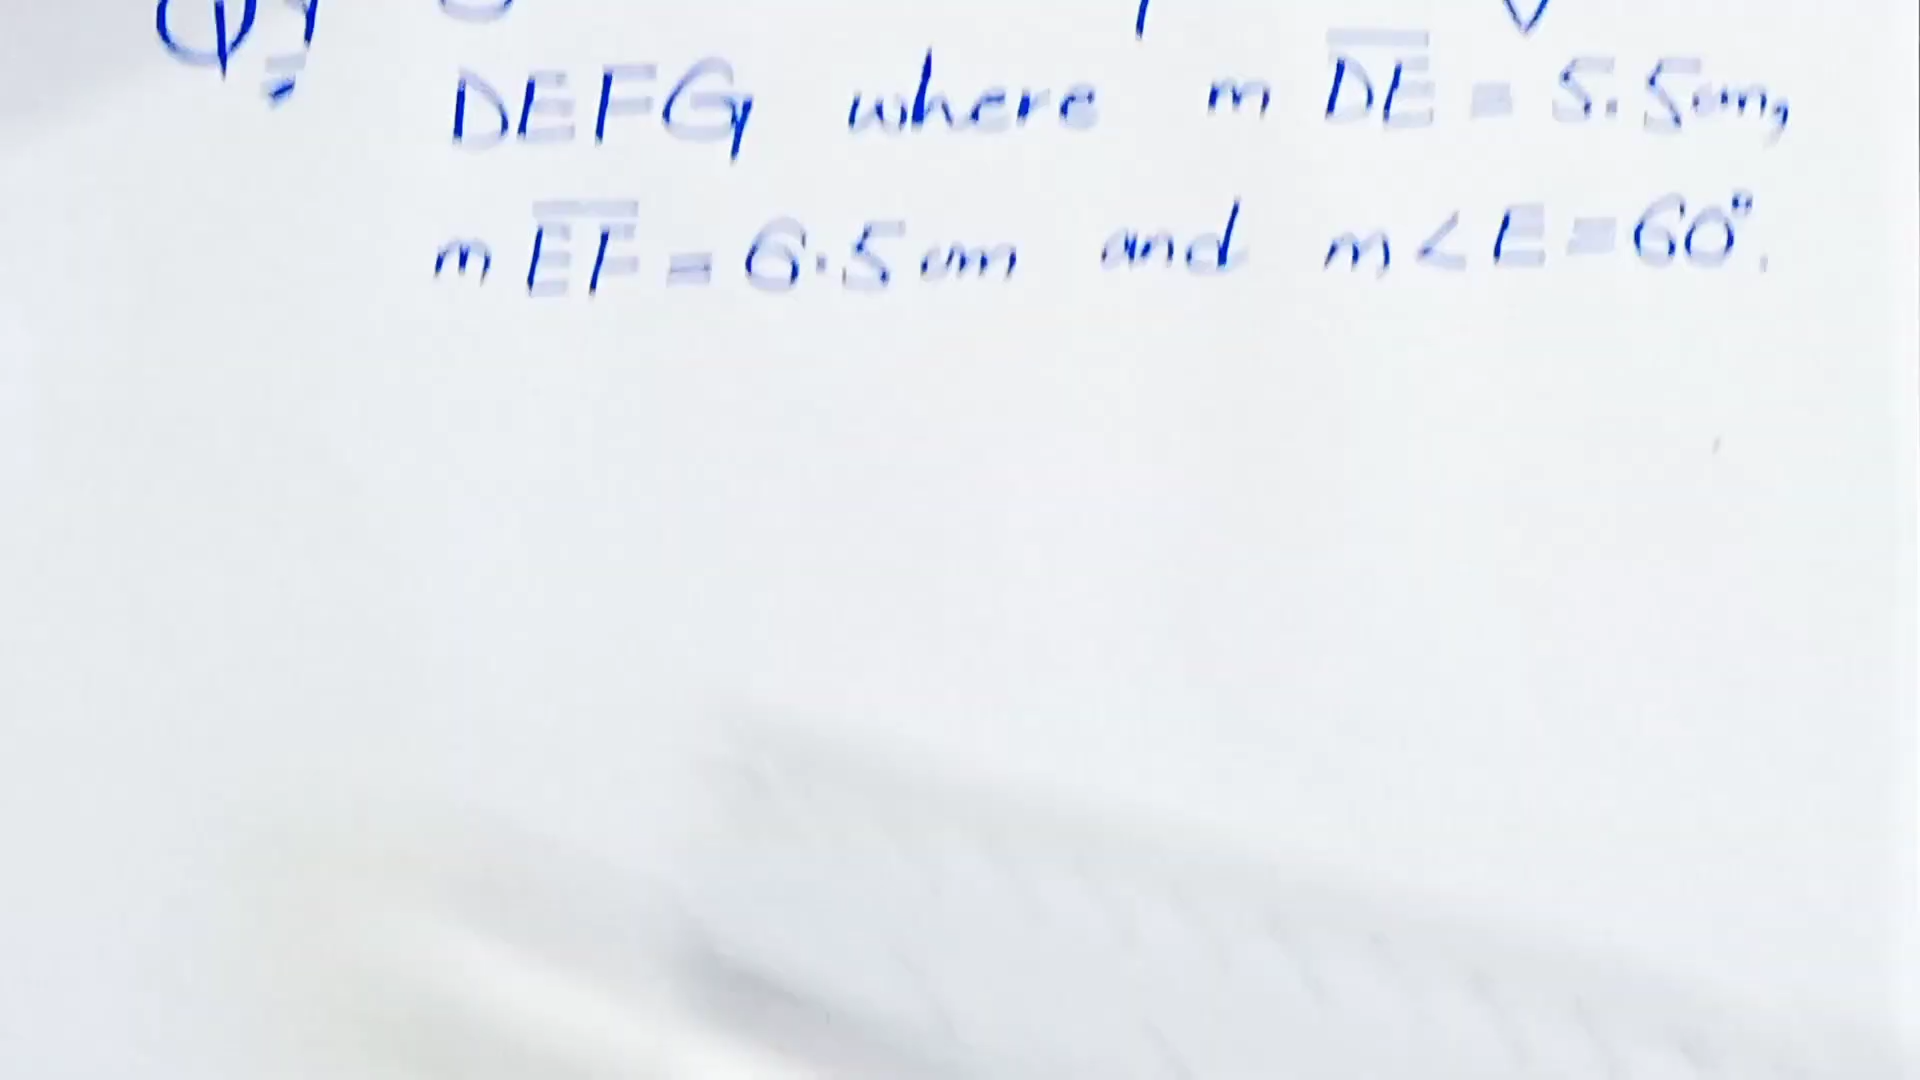 DEFG where m DE = 5.5cm,
m EF = 6.5 cm and m<E = 60°.